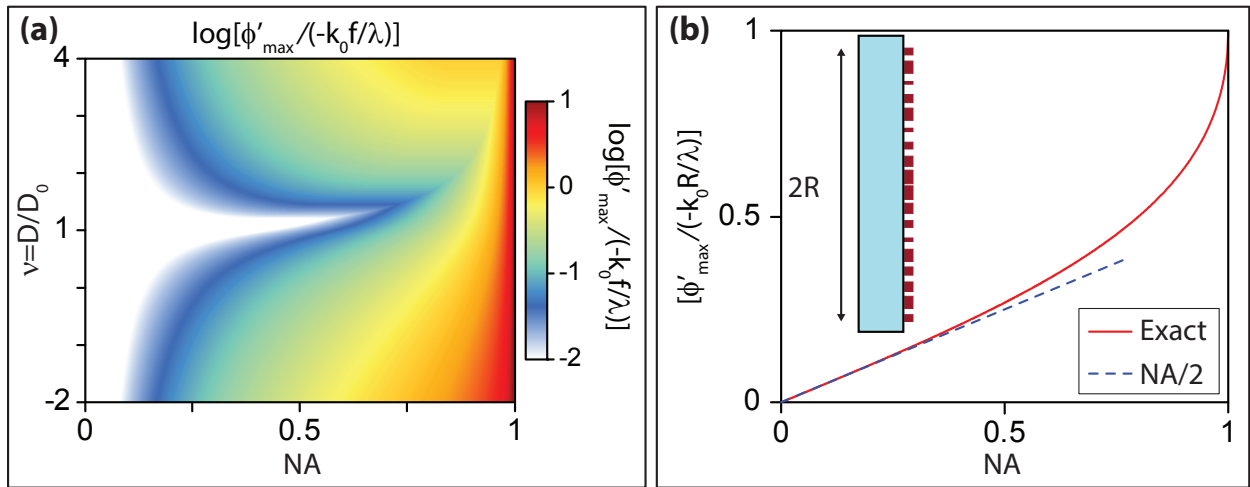 (a)
log[ϕ′max/(-k0f/λ)]
4
1
-2
ν=D/D0
0
0.5
1
NA
1
0
-1
-2
log[ϕ′max/(-k0f/λ)]
(b)
1
0.5
0
[ϕ′max/(-k0R/λ)]
2R
Exact
NA/2
0
0.5
1
NA